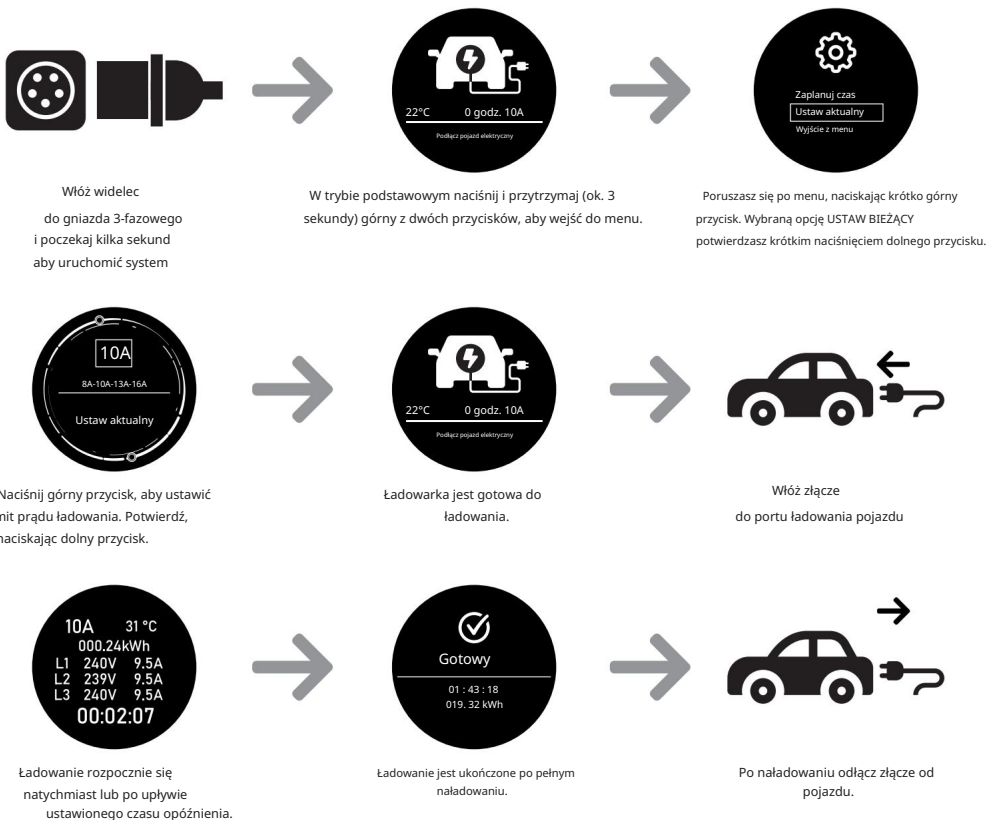 22°C 0 godz. 10A
Podłącz pojazd elektryczny
Zaplanuj czas
Ustaw aktualny
Wyjście z menu
Włóż widelec
do gniazda 3-fazowego
i poczekaj kilka sekund
aby uruchomić system
W trybie podstawowym naciśnij i przytrzymaj (ok. 3
sekundy) górny z dwóch przycisków, aby wejść do menu.
Poruszasz się po menu, naciskając krótko górny
przycisk. Wybraną opcję USTAW BIEŻĄCY
potwierdzasz krótkim naciśnięciem dolnego przycisku.
10A
8A-10A-13A-16A
Ustaw aktualny
22°C 0 godz. 10A
Podłącz pojazd elektryczny
Naciśnij górny przycisk, aby ustawić
mit prądu ładowania. Potwierdź,
naciskając dolny przycisk.
Ładowarka jest gotowa do
ładowania.
Włóż złącze
do portu ładowania pojazdu
10A 31 °C
000.24kWh
L1 240V 9.5A
L2 239V 9.5A
L3 240V 9.5A
00:02:07
Gotowy
01 : 43 : 18
019. 32 kWh
Ładowanie rozpocznie się
natychmiast lub po upływie
ustawionego czasu opóźnienia.
Ładowanie jest ukończone po pełnym
naładowaniu.
Po naładowaniu odłącz złącze od
pojazdu.